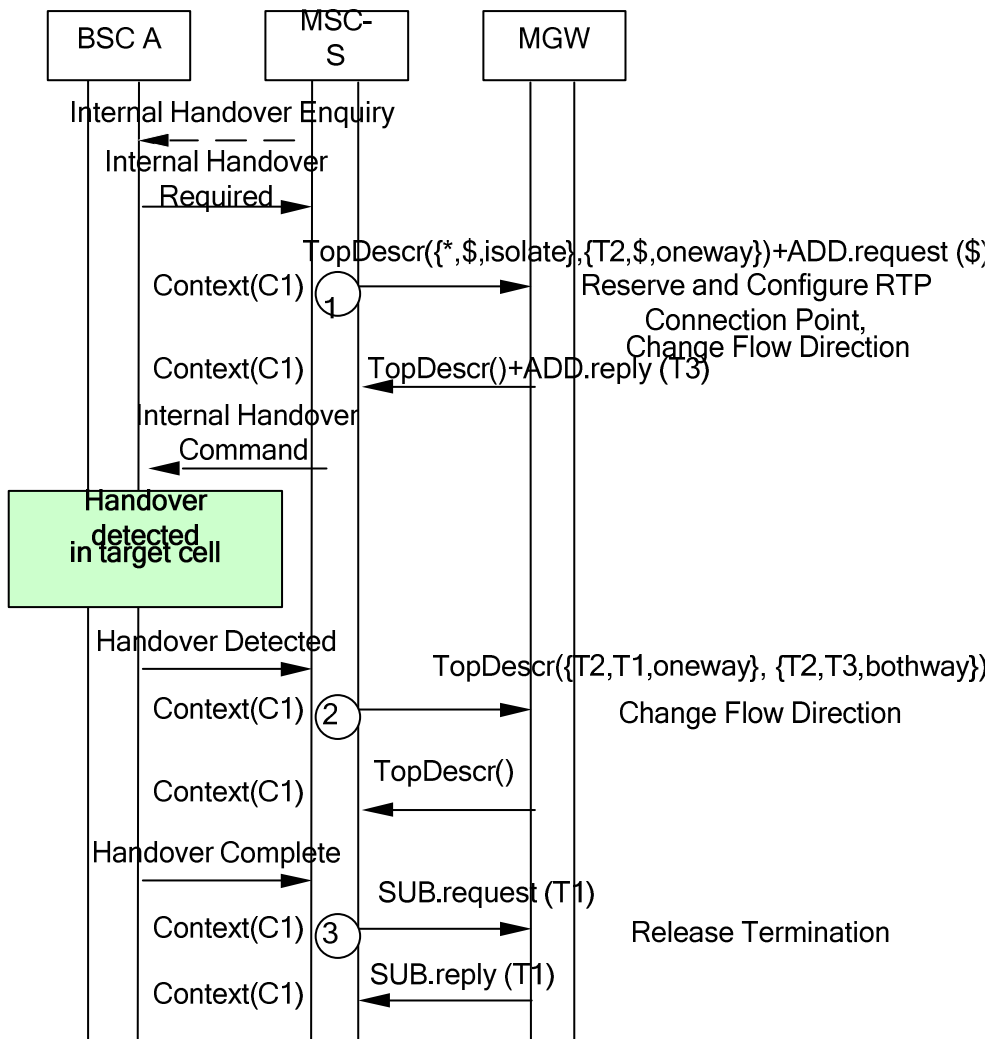 BSC A
MSC-
S
MGW
Internal Handover Enquiry
Internal Handover
Required
TopDescr({*,$,isolate},{T2,$,oneway})+ADD.request ($)
Context(C1)
1
Reserve and Configure RTP
Connection Point,
Change Flow Direction
Context(C1)
TopDescr()+ADD.reply (T3)
Internal Handover
Command
Handover
detected
in target cell
Handover Detected
TopDescr({T2,T1,oneway}, {T2,T3,bothway})
Context(C1)
2
Change Flow Direction
TopDescr()
Context(C1)
Handover Complete
SUB.request (T1)
Context(C1)
3
Release Termination
SUB.reply (T1)
Context(C1)